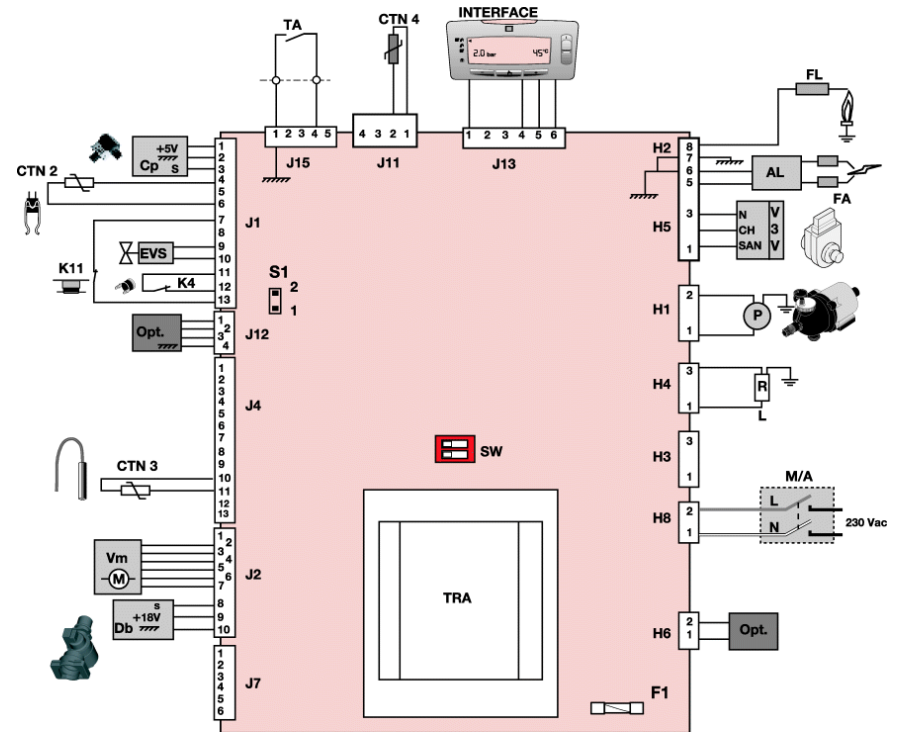 INTERFACE
TA
CTN 4
2.0 bar 45°
FL
1 2 3 4 5
J15
4 3 2 1
J11
1 2 3 4 5 6
J13
H2
8
7
6
5
AL
FA
H5
3
1
N V
CH 3
SAN V
+5V
Cp S
1
2
3
CTN 2
4
5
6
J1
7
8
9
10
11
12
13
EVS
K11
K4
S1
2
1
Opt.
1
2
3
4
J12
H1
2
1
P
H4
3
1
R
L
J4
1
2
3
4
5
6
7
8
9
10
11
12
13
CTN 3
SW
H3
3
1
M/A
H8
2
1
L
N
230 Vac
J2
1
2
3
4
5
6
7
8
9
10
Vm
M
s
+18V
Db
TRA
H6
2
1
Opt.
J7
1
2
3
4
5
6
F1